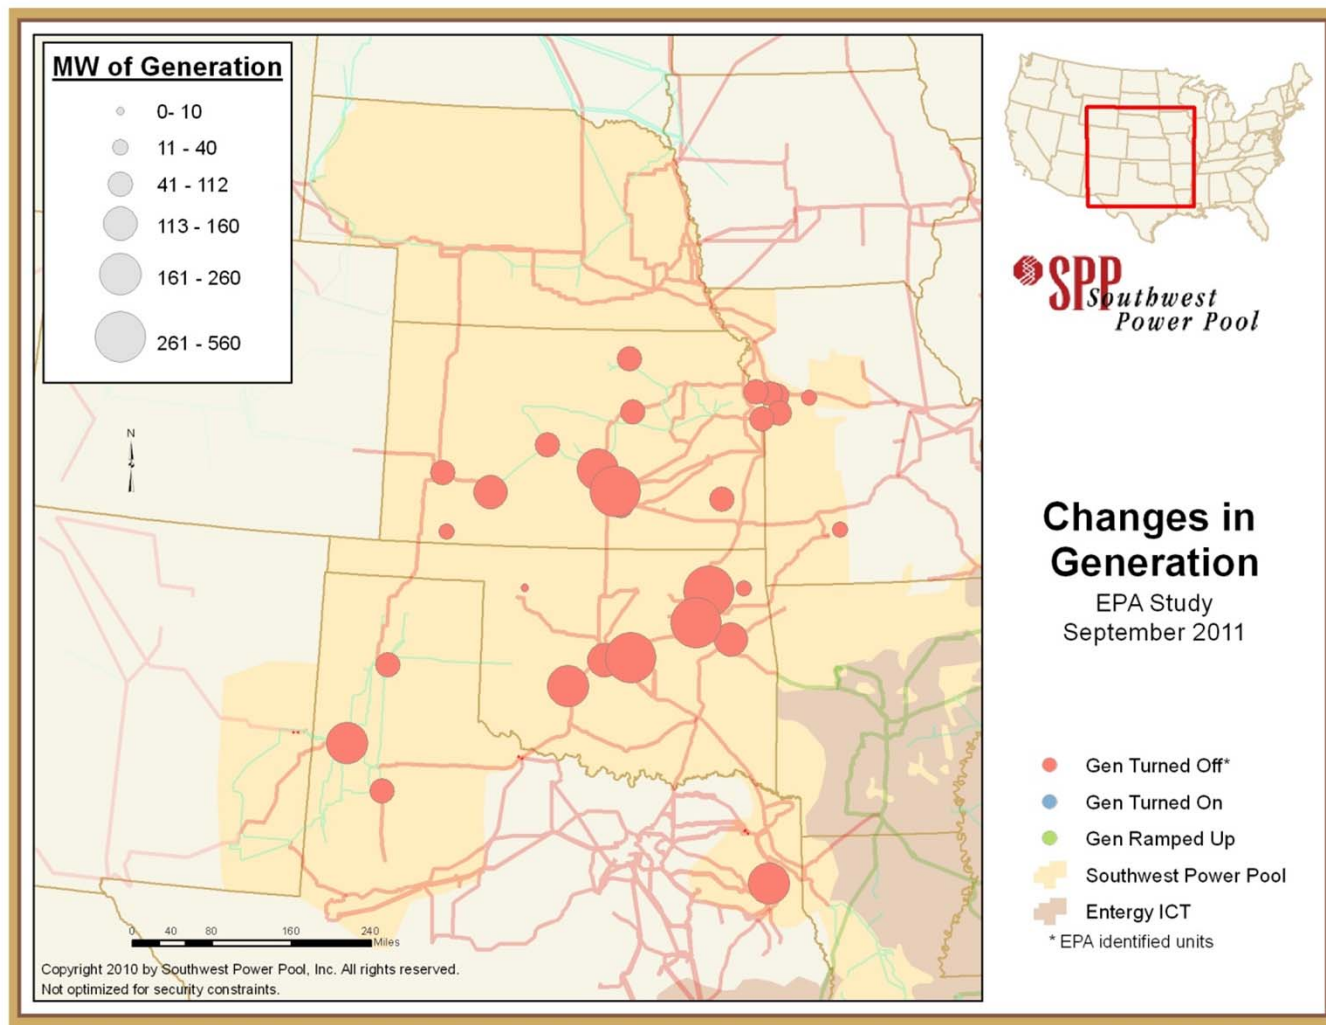 MW of Generation
0- 10
11 - 40
41 - 112
113 - 160
161 - 260
261 - 560
N
0 40 80 160 240
Miles
Copyright 2010 by Southwest Power Pool, Inc. All rights reserved.
Not optimized for security constraints.
SPP
Southwest
Power Pool
Changes in
Generation
EPA Study
September 2011
Gen Turned Off*
Gen Turned On
Gen Ramped Up
Southwest Power Pool
Entergy ICT
* EPA identified units